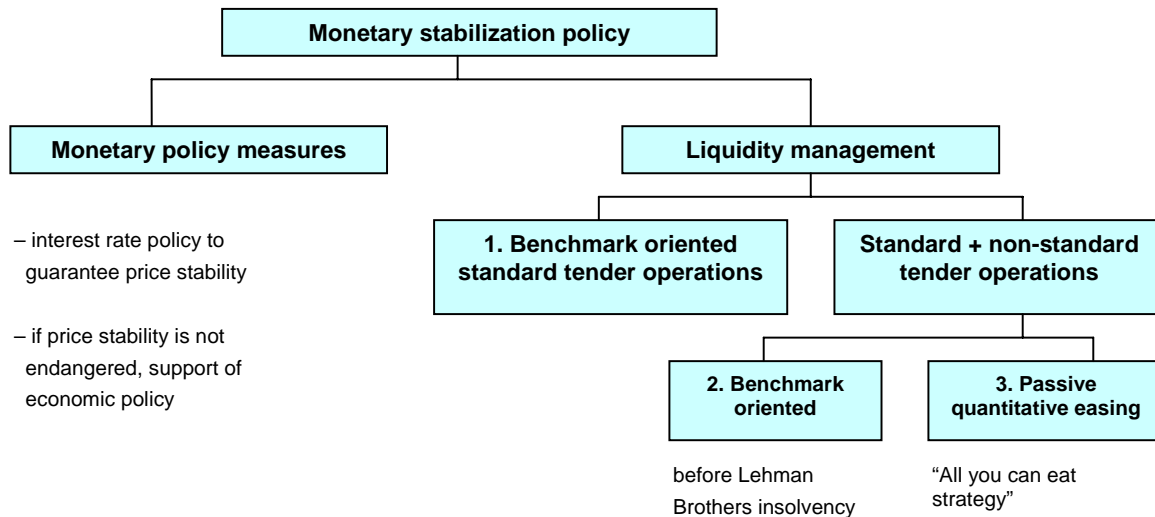 Monetary stabilization policy
Monetary policy measures
Liquidity management
– interest rate policy to
guarantee price stability
– if price stability is not
endangered, support of
economic policy
1. Benchmark oriented
standard tender operations
Standard + non-standard
tender operations
2. Benchmark
oriented
3. Passive
quantitative easing
before Lehman
Brothers insolvency
“All you can eat
strategy”